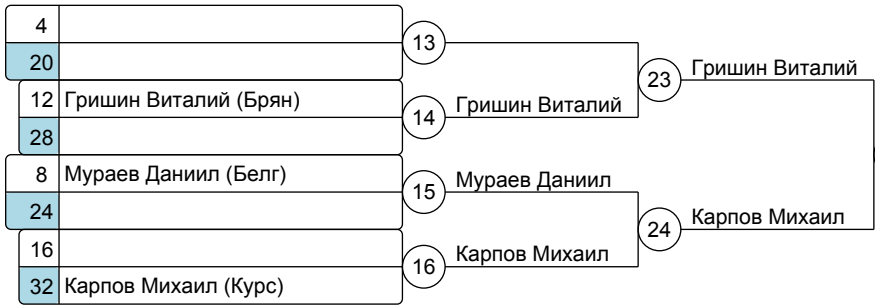 4
13
20
23 Гришин Виталий
12 Гришин Виталий (Брян)
14 Гришин Виталий
28
8 Мураев Даниил (Белг)
15 Мураев Даниил
24
24 Карпов Михаил
16
16 Карпов Михаил
32 Карпов Михаил (Курс)